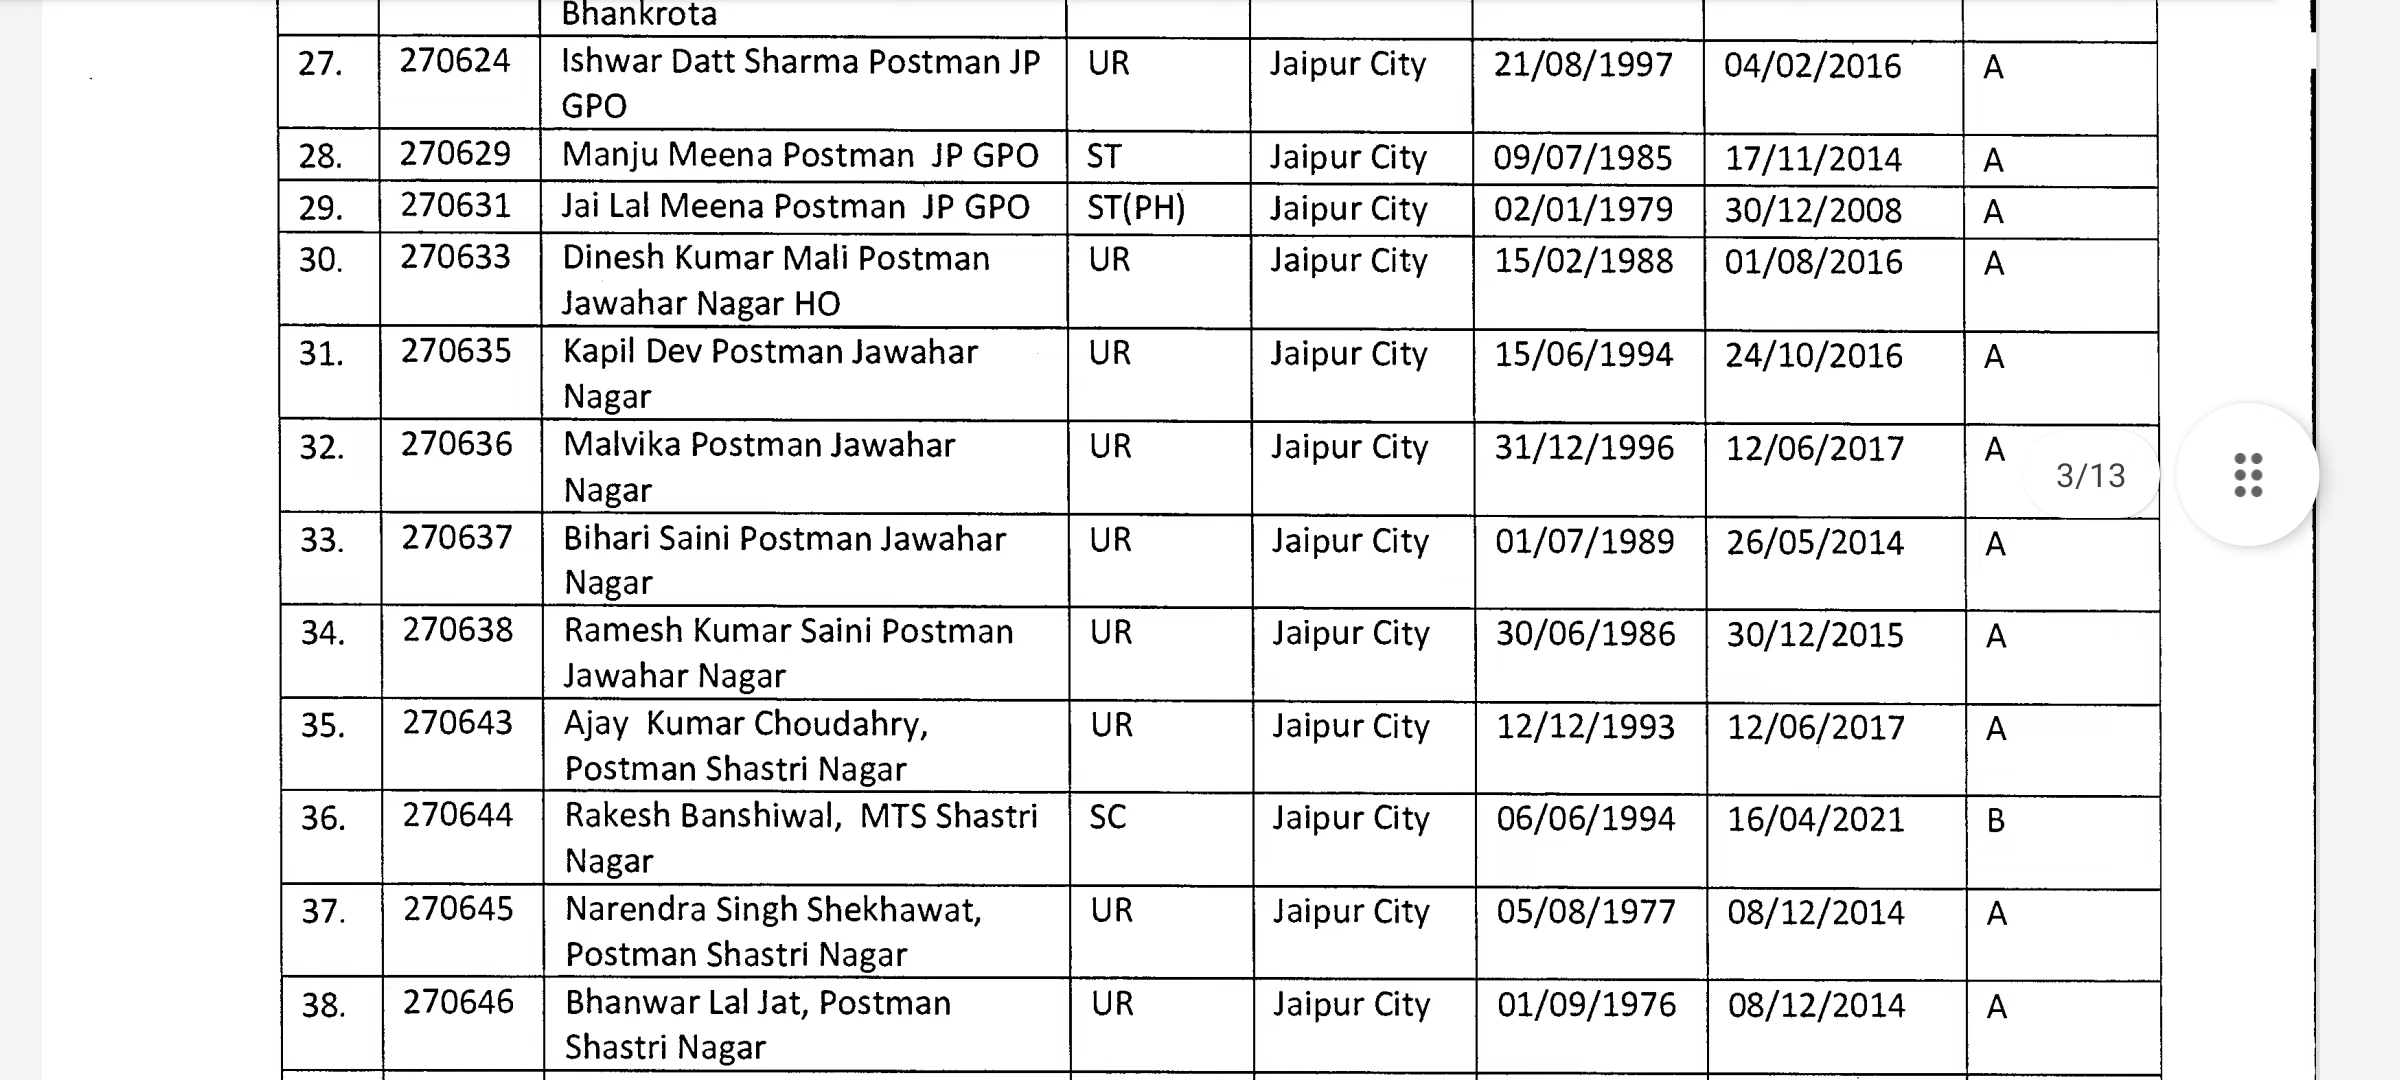 Bhankrota
27. 270624 Ishwar Datt Sharma Postman JP UR Jaipur City 21/08/1997 04/02/2016 A
GPO
28. 270629 Manju Meena Postman JP GPO ST Jaipur City 09/07/1985 17/11/2014 A
29. 270631 Jai Lal Meena Postman JP GPO ST(PH) Jaipur City 02/01/1979 30/12/2008 A
30. 270633 Dinesh Kumar Mali Postman UR Jaipur City 15/02/1988 01/08/2016 A
Jawahar Nagar HO
31. 270635 Kapil Dev Postman Jawahar UR Jaipur City 15/06/1994 24/10/2016 A
Nagar
32. 270636 Malvika Postman Jawahar UR Jaipur City 31/12/1996 12/06/2017 A
3/13
Nagar
33. 270637 Bihari Saini Postman Jawahar UR Jaipur City 01/07/1989 26/05/2014 A
Nagar
34. 270638 Ramesh Kumar Saini Postman UR Jaipur City 30/06/1986 30/12/2015 A
Jawahar Nagar
35. 270643 Ajay Kumar Choudahry, UR Jaipur City 12/12/1993 12/06/2017 A
Postman Shastri Nagar
36. 270644 Rakesh Banshiwal, MTS Shastri SC Jaipur City 06/06/1994 16/04/2021 B
Nagar
37. 270645 Narendra Singh Shekhawat, UR Jaipur City 05/08/1977 08/12/2014 A
Postman Shastri Nagar
38. 270646 Bhanwar Lal Jat, Postman UR Jaipur City 01/09/1976 08/12/2014 A
Shastri Nagar